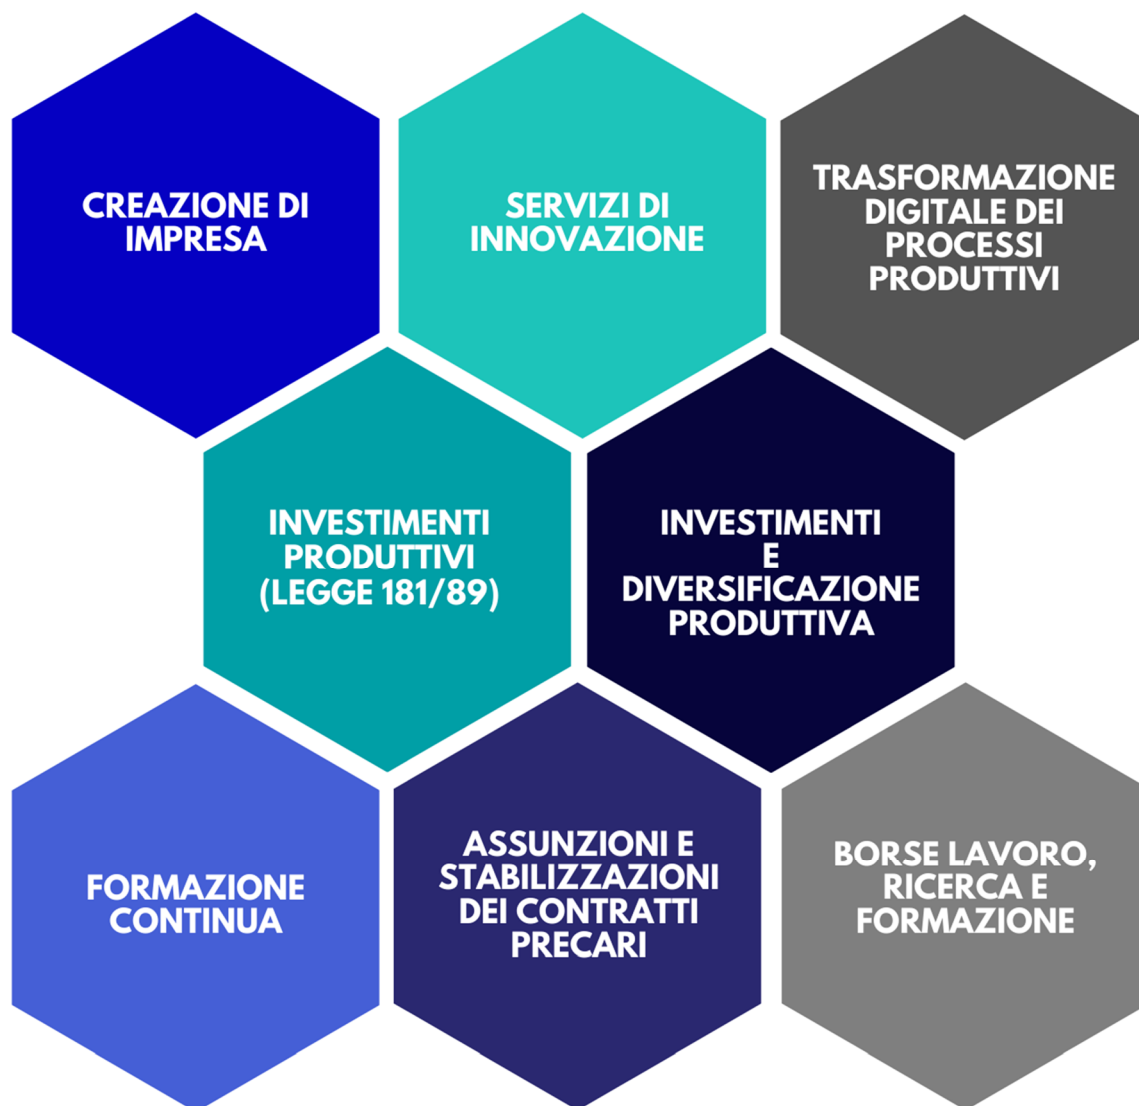 CREAZIONE DI
IMPRESA
SERVIZI DI
INNOVAZIONE
TRASFORMAZIONE
DIGITALE DEI
PROCESSI
PRODUTTIVI
INVESTIMENTI
PRODUTTIVI
(LEGGE 181/89)
INVESTIMENTI
E
DIVERSIFICAZIONE
PRODUTTIVA
FORMAZIONE
CONTINUA
ASSUNZIONI E
STABILIZZAZIONI
DEI CONTRATTI
PRECARI
BORSE LAVORO,
RICERCA E
FORMAZIONE